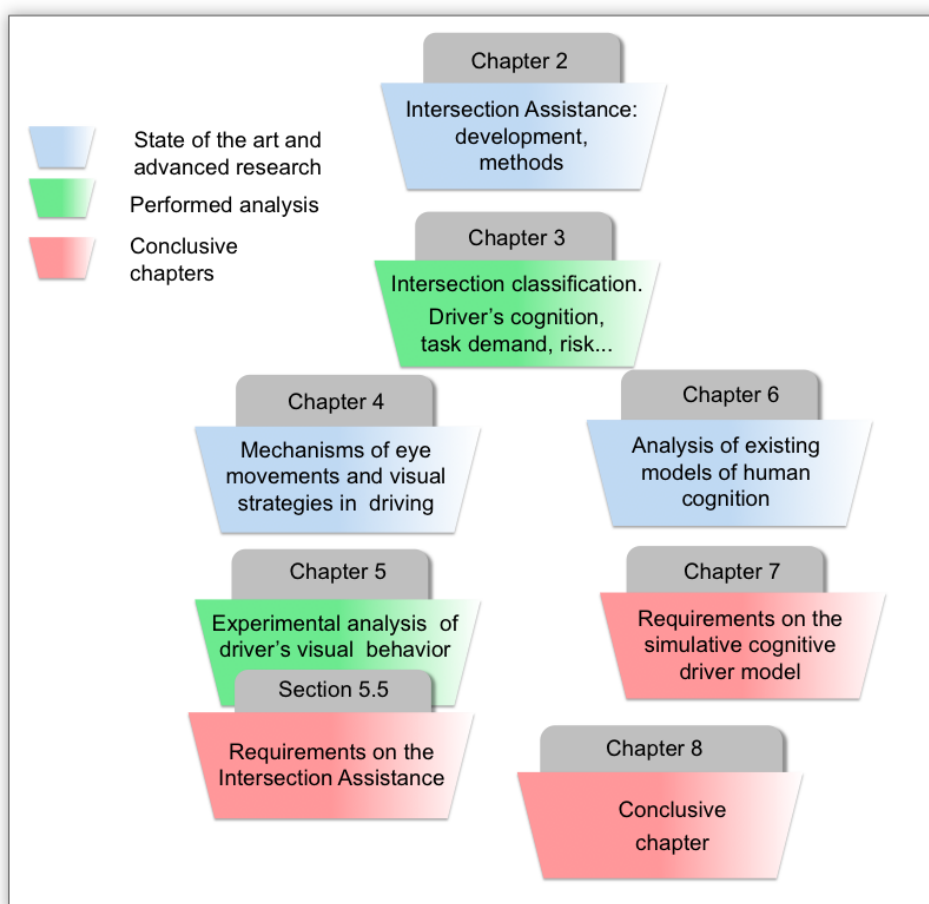 Chapter 2
Intersection Assistance:
development,
methods
State of the art and
advanced research
Performed analysis
Conclusive
chapters
Chapter 3
Intersection classification.
Driver’s cognition,
task demand, risk...
Chapter 4
Mechanisms of eye
movements and visual
strategies in driving
Chapter 6
Analysis of existing
models of human
cognition
Chapter 5
Experimental analysis of
driver’s visual behavior
Section 5.5
Requirements on the
Intersection Assistance
Chapter 7
Requirements on the
simulative cognitive
driver model
Chapter 8
Conclusive
chapter